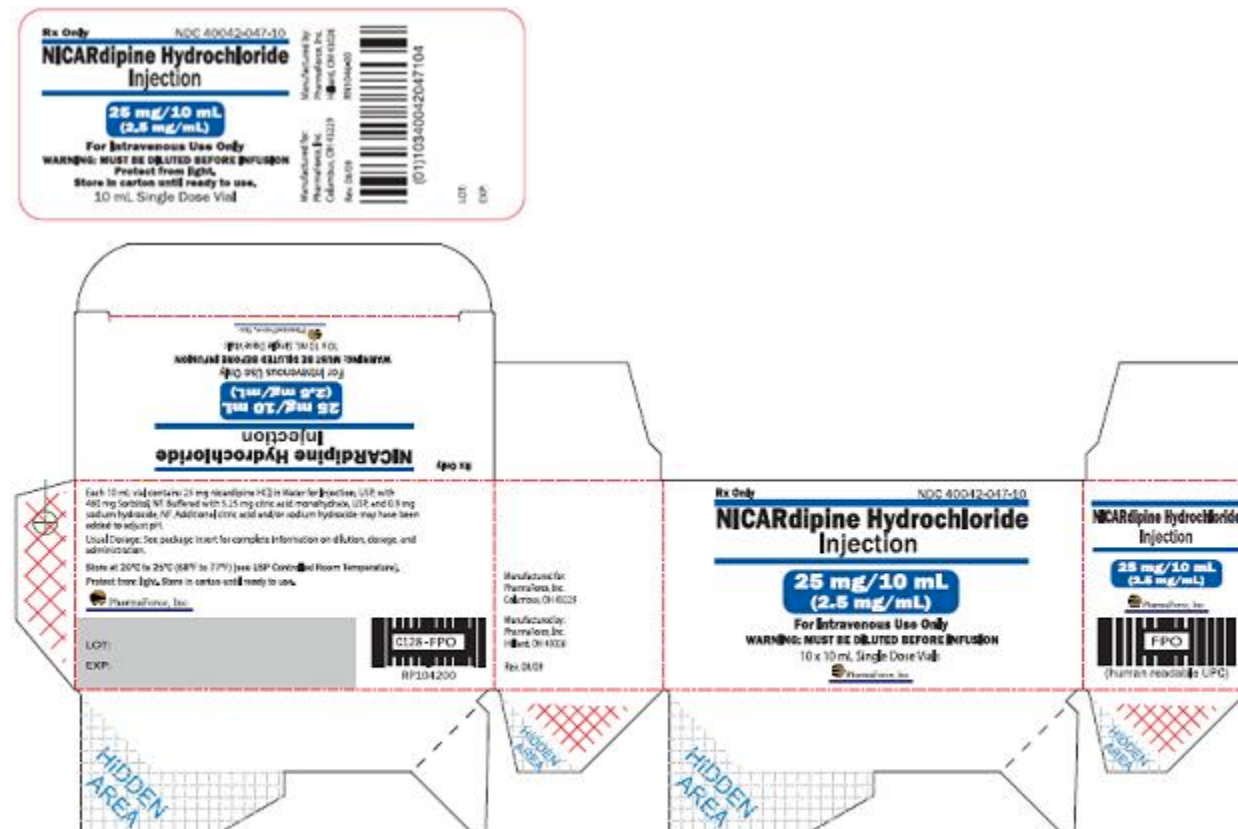 Rx Only NDC 40042-047-10
NICARdipine Hydrochloride
Injection
25 mg/10 mL
(2.5 mg/mL)
For Intravenous Use Only
WARNING: MUST BE DILUTED BEFORE INFUSION
Protect from light.
Store in carton until ready to use.
10 mL Single Dose Vial
Manufactured by:
PharmaForce, Inc.
Hilliard, OH
Manufactured for:
PharmaForce, Inc.
Columbus, OH
Rev. 08/09
(01)10340042047104
LOT:
EXP:
PharmaForce, Inc.
10 x 10 mL Single Dose Vials
WARNING: MUST BE DILUTED BEFORE INFUSION
For Intravenous Use Only
(2.5 mg/mL)
25 mg/10 mL
Injection
NICARdipine Hydrochloride
Rx Only
Each 10 mL vial contains 25 mg nicardipine HCl in Water for Injection, USP, with
480 mg Sorbitol, NF. Buffered with 5.25 mg citric acid monohydrate, USP, and 0.9 mg
sodium hydroxide, NF. Additional citric acid and/or sodium hydroxide may have been
added to adjust pH.
Usual Dosage: See package insert for complete information on dilution, dosage, and
administration.
Store at 20°C to 25°C (68°F to 77°F) [see USP Controlled Room Temperature].
Protect from light. Store in carton until ready to use.
PharmaForce, Inc.
LOT:
EXP:
C128-FPO
RP104200
Manufactured for:
PharmaForce, Inc.
Columbus, OH
Manufactured by:
PharmaForce, Inc.
Hilliard, OH
Rev. 08/09
Rx Only NDC 40042-047-10
NICARdipine Hydrochloride
Injection
25 mg/10 mL
(2.5 mg/mL)
For Intravenous Use Only
WARNING: MUST BE DILUTED BEFORE INFUSION
10 x 10 mL Single Dose Vials
PharmaForce, Inc.
NICARdipine Hydrochloride
Injection
25 mg/10 mL
(2.5 mg/mL)
PharmaForce, Inc.
FPO
(human readable UPC)
HIDDEN
AREA
HIDDEN
AREA
HIDDEN
AREA
HIDDEN
AREA